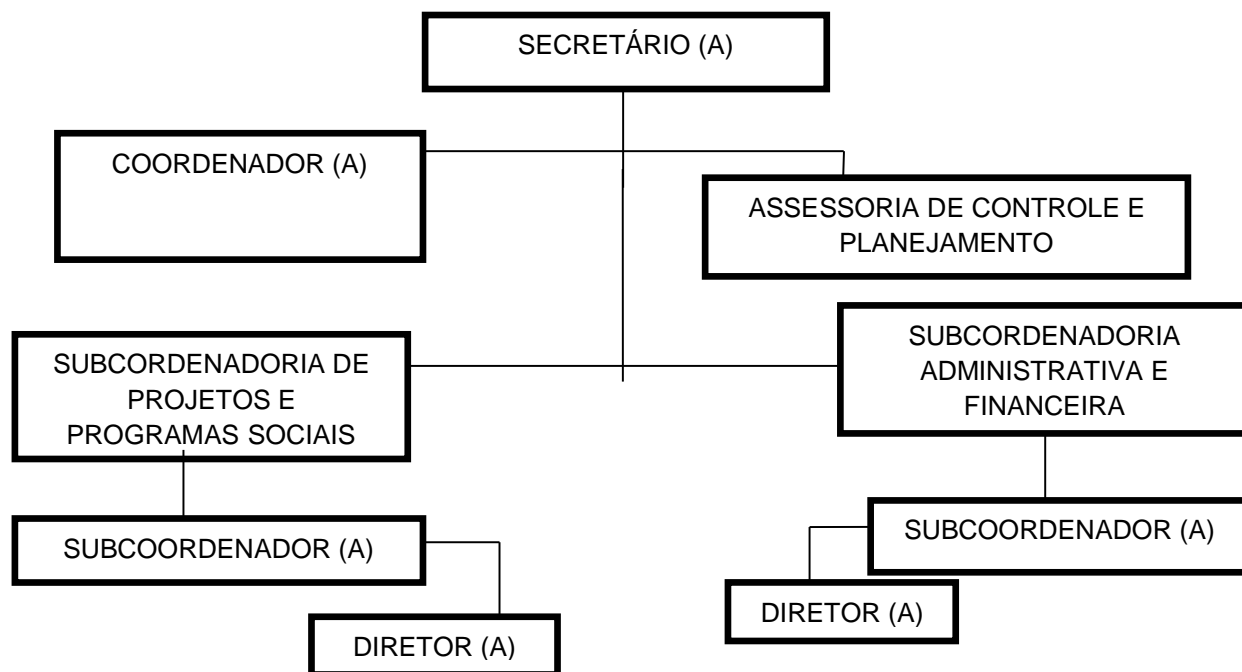 SECRETÁRIO (A)
COORDENADOR (A)
ASSESSORIA DE CONTROLE E
PLANEJAMENTO
SUBCORDENADORIA DE
PROJETOS E
PROGRAMAS SOCIAIS
SUBCORDENADORIA
ADMINISTRATIVA E
FINANCEIRA
SUBCOORDENADOR (A)
SUBCOORDENADOR (A)
DIRETOR (A)
DIRETOR (A)